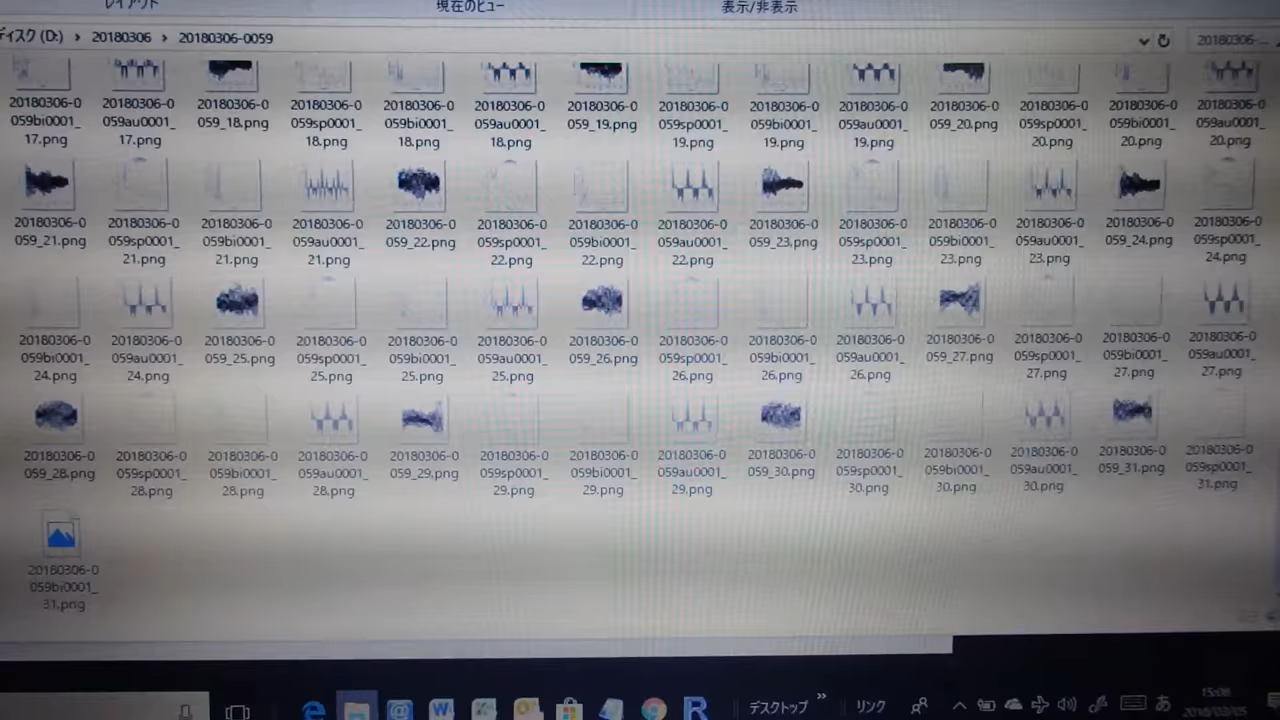 レイアウト
現在のビュー
表示/非表示
ディスク (D:) › 20180306 › 20180306-0059
20180306-...
20180306-0 20180306-0 20180306-0 20180306-0 20180306-0 20180306-0 20180306-0 20180306-0 20180306-0 20180306-0 20180306-0 20180306-0 20180306-0 20180306-0
059bi0001_ 059au0001_ 059_18.png 059sp0001_ 059bi0001_ 059au0001_ 059_19.png 059sp0001_ 059bi0001_ 059au0001_ 059_20.png 059sp0001_ 059bi0001_ 059au0001_
17.png 17.png 18.png 18.png 18.png 19.png 19.png 19.png 20.png 20.png 20.png
20180306-0 20180306-0 20180306-0 20180306-0 20180306-0 20180306-0 20180306-0 20180306-0 20180306-0 20180306-0 20180306-0 20180306-0 20180306-0 20180306-0
059_21.png 059sp0001_ 059bi0001_ 059au0001_ 059_22.png 059sp0001_ 059bi0001_ 059au0001_ 059_23.png 059sp0001_ 059bi0001_ 059au0001_ 059_24.png 059sp0001_
21.png 21.png 21.png 22.png 22.png 22.png 23.png 23.png 23.png 24.png
20180306-0 20180306-0 20180306-0 20180306-0 20180306-0 20180306-0 20180306-0 20180306-0 20180306-0 20180306-0 20180306-0 20180306-0 20180306-0 20180306-0
059bi0001_ 059au0001_ 059_25.png 059sp0001_ 059bi0001_ 059au0001_ 059_26.png 059sp0001_ 059bi0001_ 059au0001_ 059_27.png 059sp0001_ 059bi0001_ 059au0001_
24.png 24.png 25.png 25.png 25.png 26.png 26.png 26.png 27.png 27.png 27.png
20180306-0 20180306-0 20180306-0 20180306-0 20180306-0 20180306-0 20180306-0 20180306-0 20180306-0 20180306-0 20180306-0 20180306-0 20180306-0 20180306-0
059_28.png 059sp0001_ 059bi0001_ 059au0001_ 059_29.png 059sp0001_ 059bi0001_ 059au0001_ 059_30.png 059sp0001_ 059bi0001_ 059au0001_ 059_31.png 059sp0001_
28.png 28.png 28.png 29.png 29.png 29.png 30.png 30.png 30.png 31.png
20180306-0
059bi0001_
31.png
デスクトップ » リンク あ 15:08